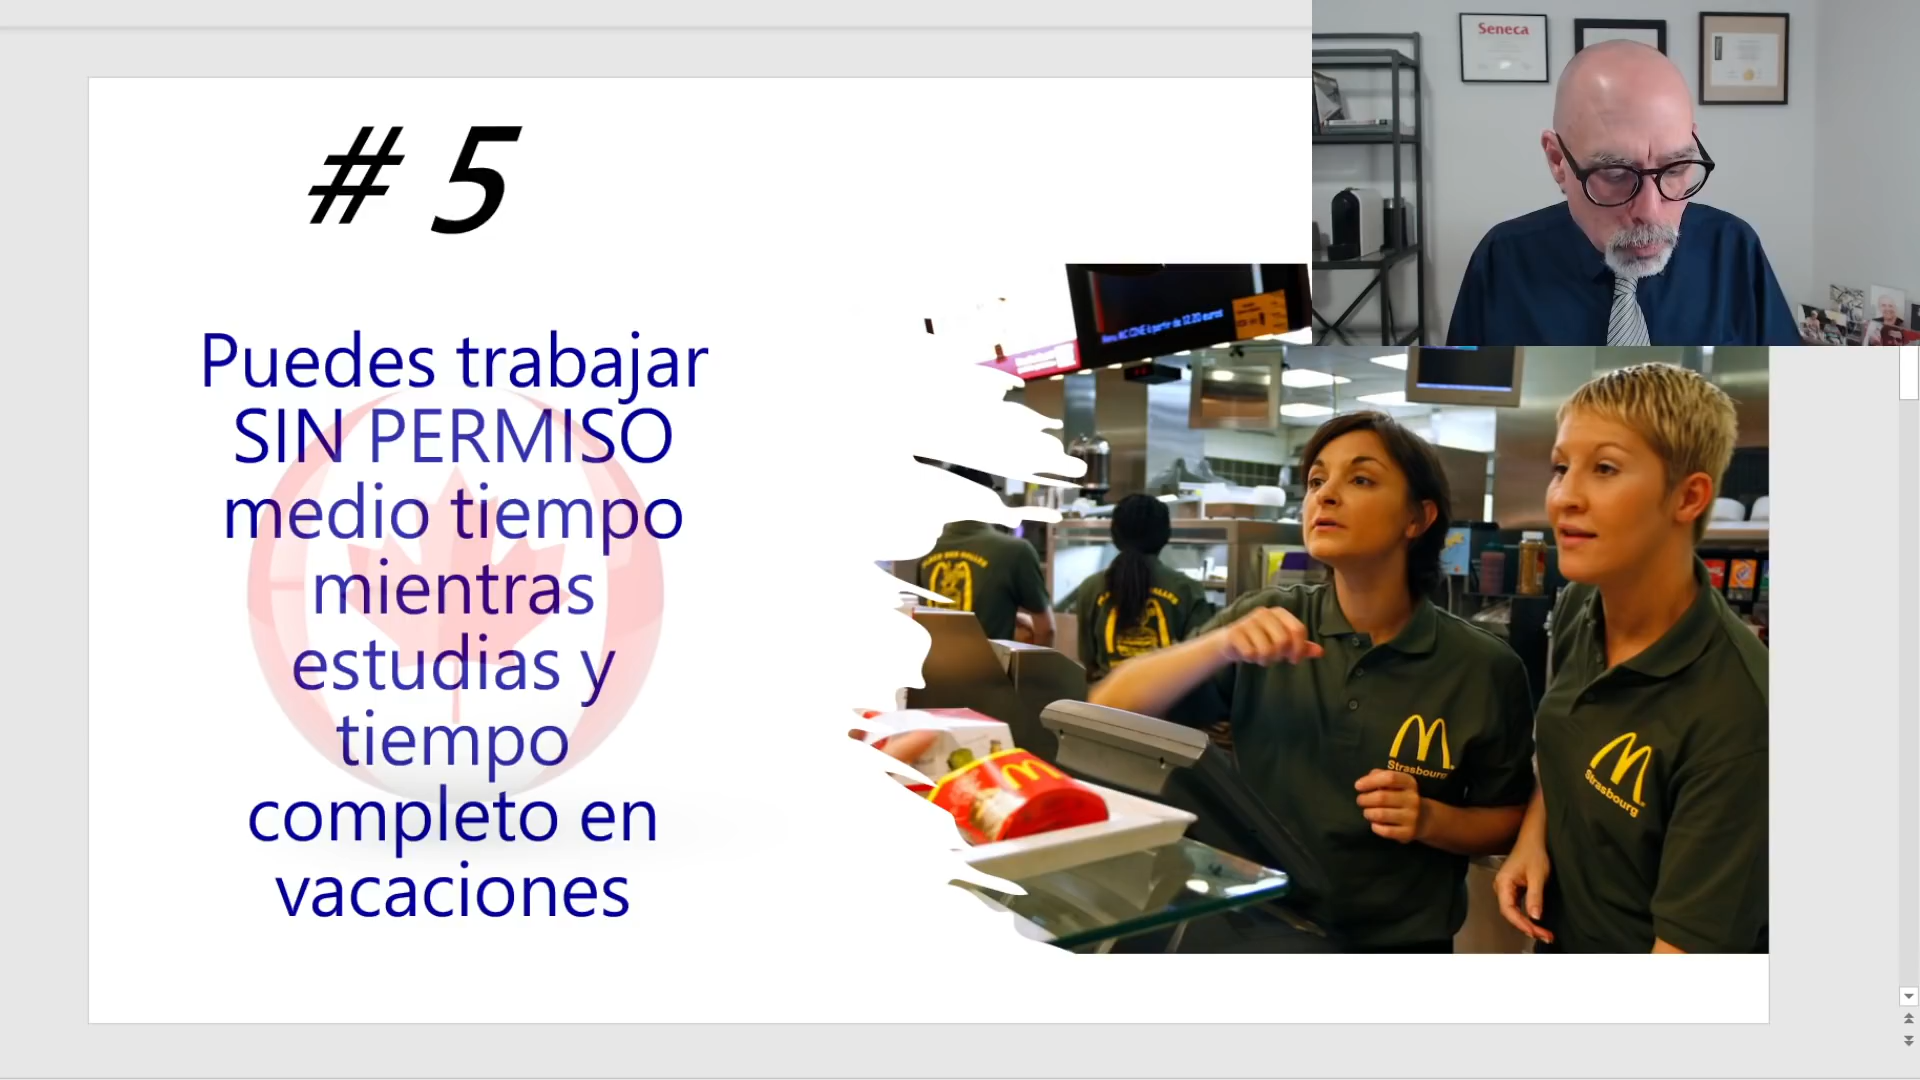 # 5
Puedes trabajar
SIN PERMISO
medio tiempo
mientras
estudias y
tiempo
completo en
vacaciones
Seneca
Strasbourg
Strasbourg